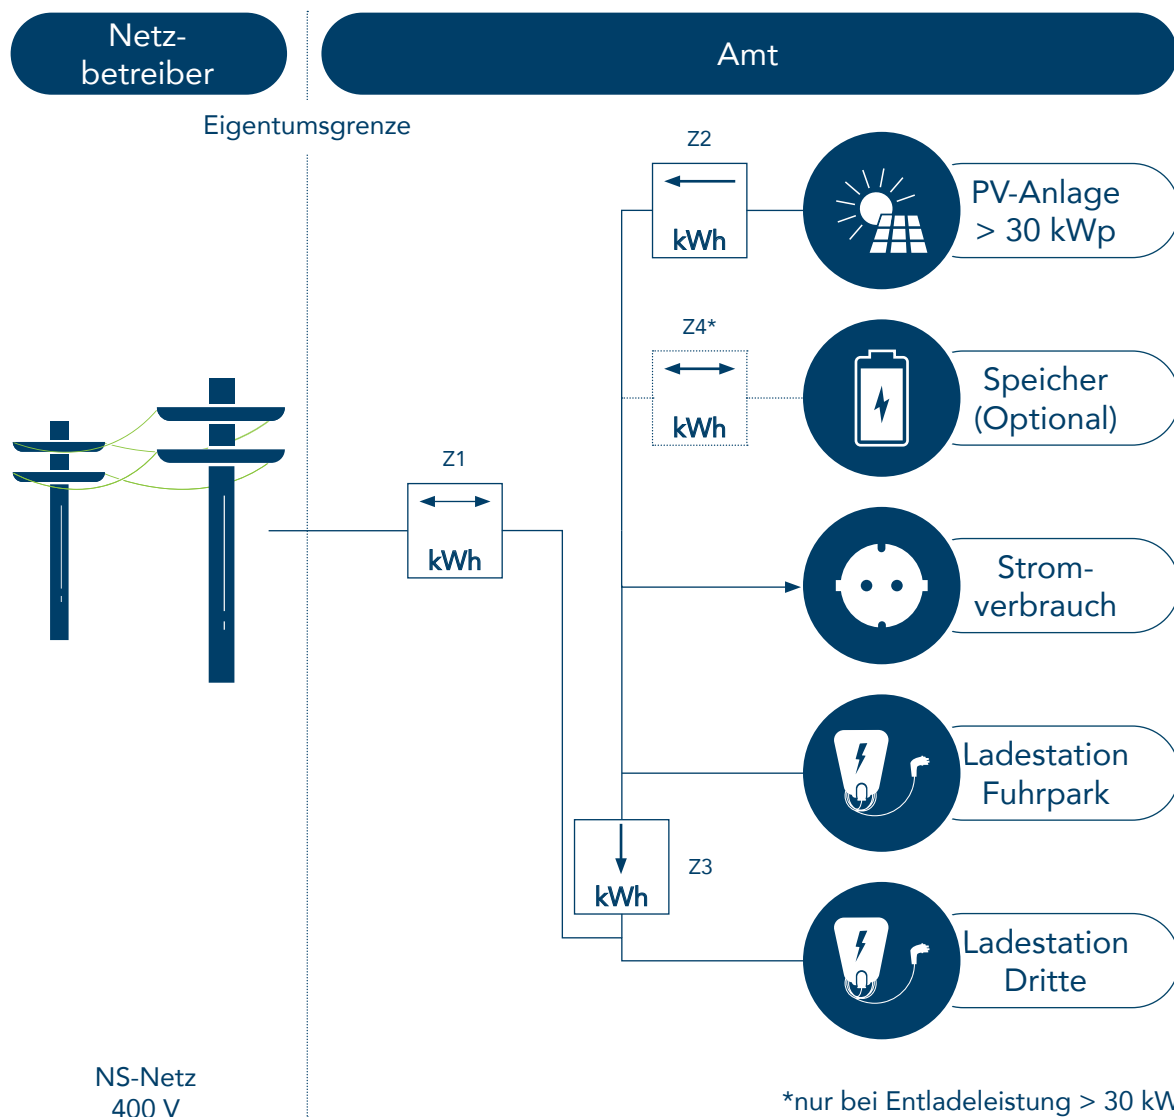 Netz-
betreiber
Amt
Eigentumsgrenze
Z2
kWh
PV-Anlage
> 30 kWp
Z4*
kWh
Speicher
(Optional)
Z1
kWh
Strom-
verbrauch
Ladestation
Fuhrpark
kWh
Z3
Ladestation
Dritte
NS-Netz
400 V
*nur bei Entladeleistung > 30 kW